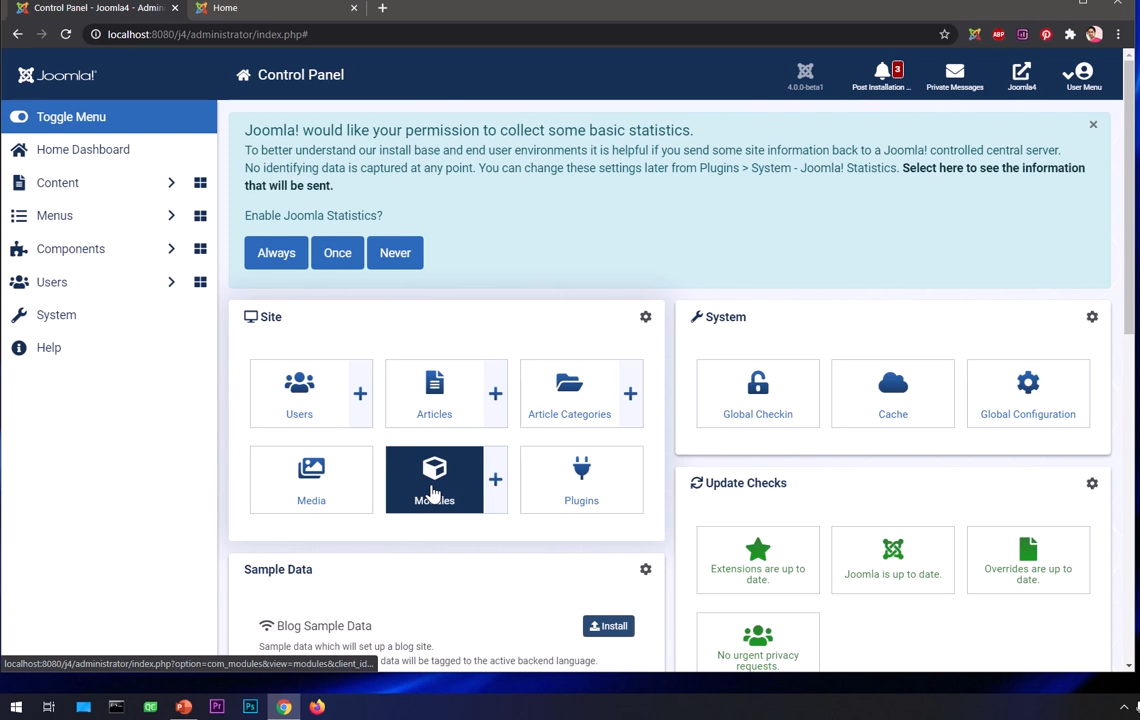 Control Panel - Joomla4 - Admin
Home
localhost:8080/j4/administrator/index.php#
ABP
Joomla!
Control Panel
4.0.0-beta1
3
Post Installation ...
Private Messages
Joomla4
User Menu
Toggle Menu
Home Dashboard
Content
Menus
Components
Users
System
Help
Joomla! would like your permission to collect some basic statistics.
To better understand our install base and end user environments it is helpful if you send some site information back to a Joomla! controlled central server.
No identifying data is captured at any point. You can change these settings later from Plugins > System - Joomla! Statistics. Select here to see the information
that will be sent.
Enable Joomla Statistics?
Always
Once
Never
Site
Users
Articles
Article Categories
Media
Modules
Plugins
System
Global Checkin
Cache
Global Configuration
Update Checks
Extensions are up to
date.
Joomla is up to date.
Overrides are up to
date.
No urgent privacy
requests.
Sample Data
Blog Sample Data
Install
Sample data which will set up a blog site.
data will be tagged to the active backend language.
localhost:8080/j4/administrator/index.php?option=com_modules&view=modules&client_id...
QC
Pr
Ps